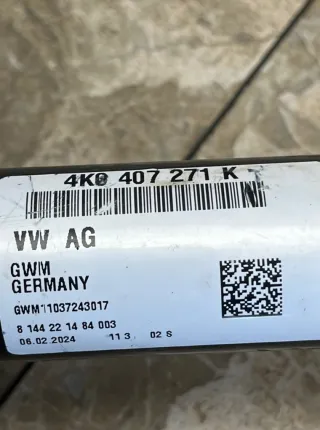 4K0 407 271 K
VW AG
GWM
GERMANY
GWM11037243017
8 144 22 14 84 003
06.02.2024 11 3 02 S